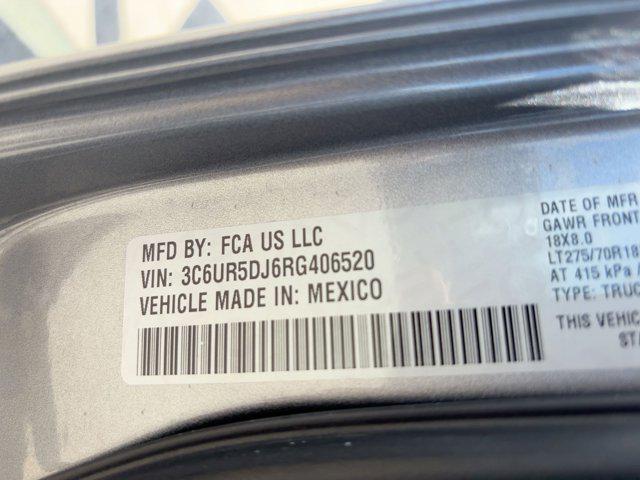 MFD BY: FCA US LLC
VIN: 3C6UR5DJ6RG406520
VEHICLE MADE IN: MEXICO
DATE OF MFR
GAWR FRONT
18X8.0
LT275/70R18
AT 415 kPa /
TYPE: TRUC
THIS VEHIC
STA